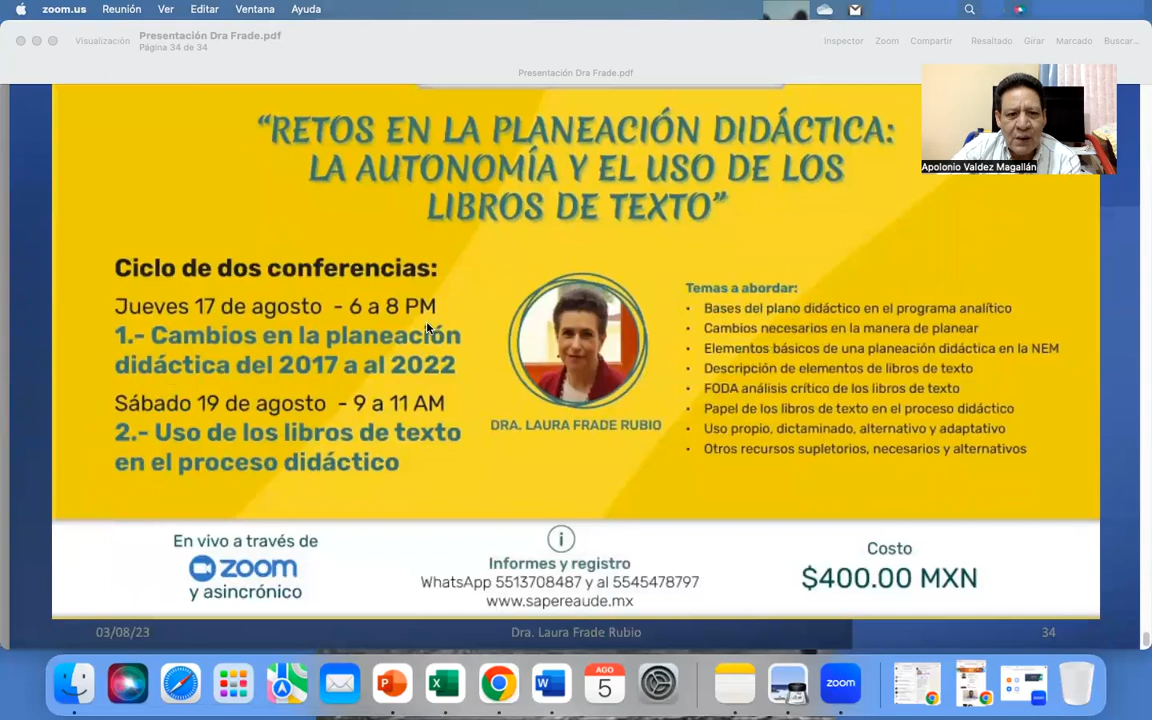 zoom.us Reunión Ver Editar Ventana Ayuda
Visualización
Presentación Dra Frade.pdf
Página 34 de 34
Inspector Zoom Compartir Resaltado Girar Marcado Buscar...
Presentación Dra Frade.pdf
Apolonio Valdez Magallán
“RETOS EN LA PLANEACIÓN DIDÁCTICA:
LA AUTONOMÍA Y EL USO DE LOS
LIBROS DE TEXTO”
Ciclo de dos conferencias:
Jueves 17 de agosto - 6 a 8 PM
1.- Cambios en la planeación
didáctica del 2017 a al 2022
Sábado 19 de agosto - 9 a 11 AM
2.- Uso de los libros de texto
en el proceso didáctico
DRA. LAURA FRADE RUBIO
Temas a abordar:
• Bases del plano didáctico en el programa analítico
• Cambios necesarios en la manera de planear
• Elementos básicos de una planeación didáctica en la NEM
• Descripción de elementos de libros de texto
• FODA análisis crítico de los libros de texto
• Papel de los libros de texto en el proceso didáctico
• Uso propio, dictaminado, alternativo y adaptativo
• Otros recursos supletorios, necesarios y alternativos
En vivo a través de
zoom
y asincrónico
i
Informes y registro
WhatsApp 5513708487 y al 5545478797
www.sapereaude.mx
Costo
$400.00 MXN
03/08/23
Dra. Laura Frade Rubio
34
AGO
5
zoom